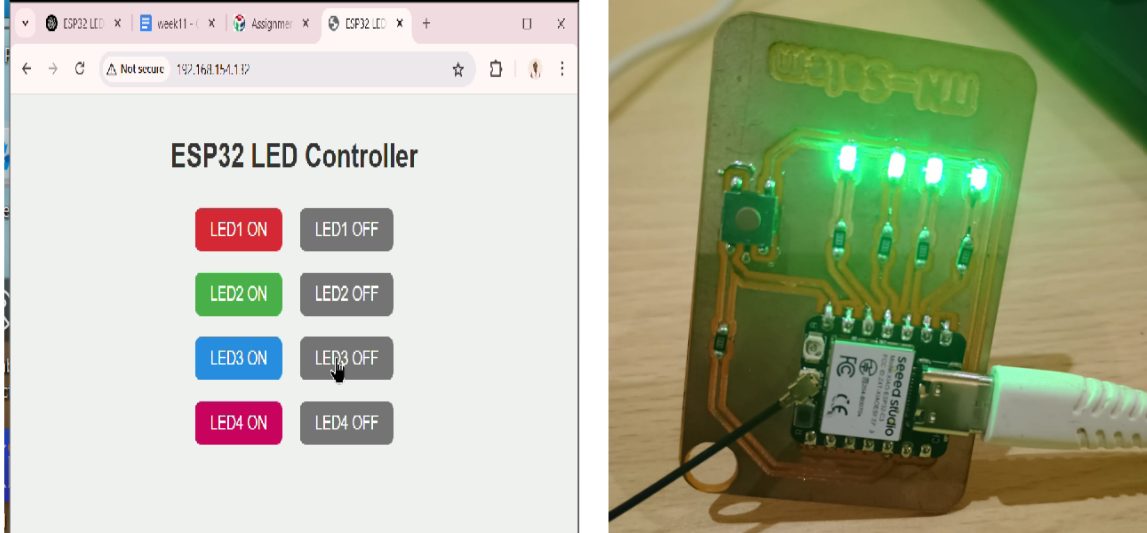 ESP32 LED
week11 - (
Assignmen
ESP32 LED
Not secure 192.168.154.132
ESP32 LED Controller
LED1 ON LED1 OFF
LED2 ON LED2 OFF
LED3 ON LED3 OFF
LED4 ON LED4 OFF
MN-Salem
seeed studio
FC
CE